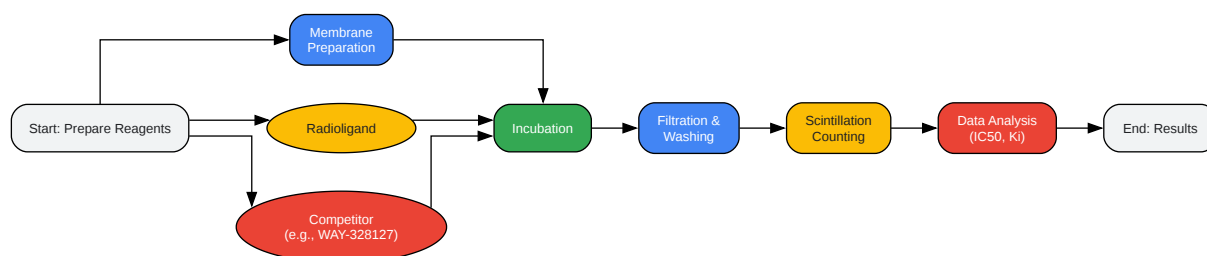 Membrane
Preparation
Start: Prepare Reagents
Radioligand
Incubation
Filtration &
Washing
Scintillation
Counting
Data Analysis
(IC50, Ki)
End: Results
Competitor
(e.g., WAY-328127)